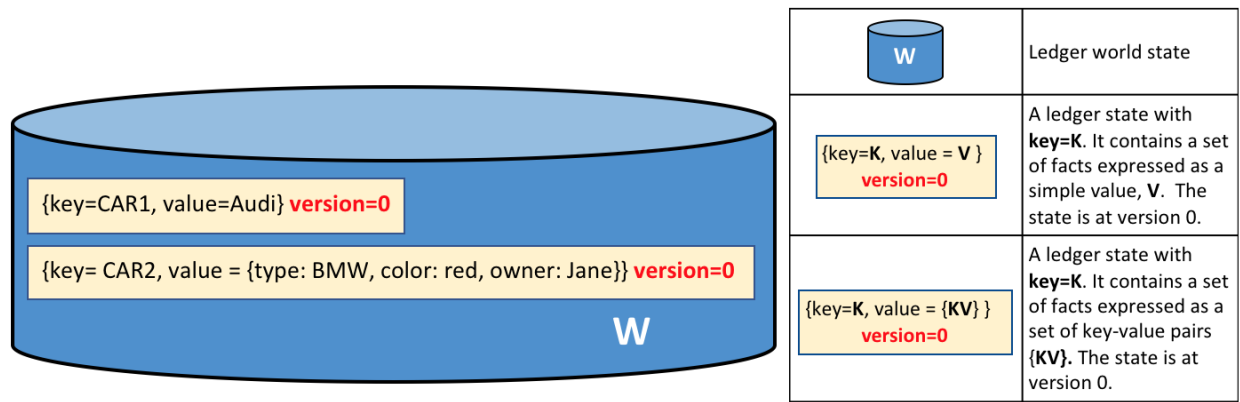 {key=CAR1, value=Audi} version=0
{key= CAR2, value = {type: BMW, color: red, owner: Jane}} version=0
W
W
Ledger world state
{key=K, value = V }
version=0
A ledger state with
key=K. It contains a set
of facts expressed as a
simple value, V. The
state is at version 0.
{key=K, value = {KV} }
version=0
A ledger state with
key=K. It contains a set
of facts expressed as a
set of key-value pairs
{KV}. The state is at
version 0.